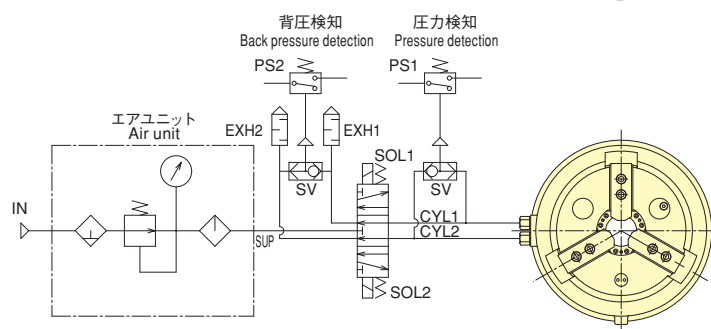 背圧検知
Back pressure detection
圧力検知
Pressure detection
PS2
PS1
エアユニット
Air unit
EXH2
EXH1
SOL1
SV
SV
IN
CYL1
CYL2
SUP
SOL2